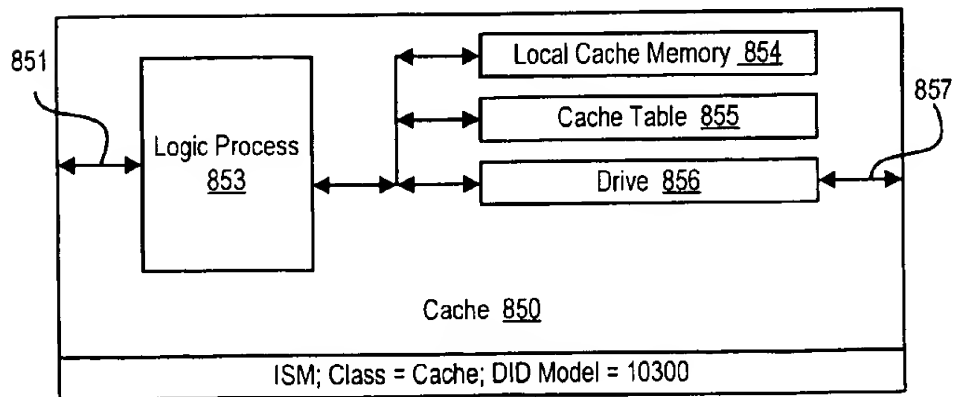 851
Logic Process
853
Local Cache Memory 854
Cache Table 855
Drive 856
857
Cache 850
ISM; Class = Cache; DID Model = 10300